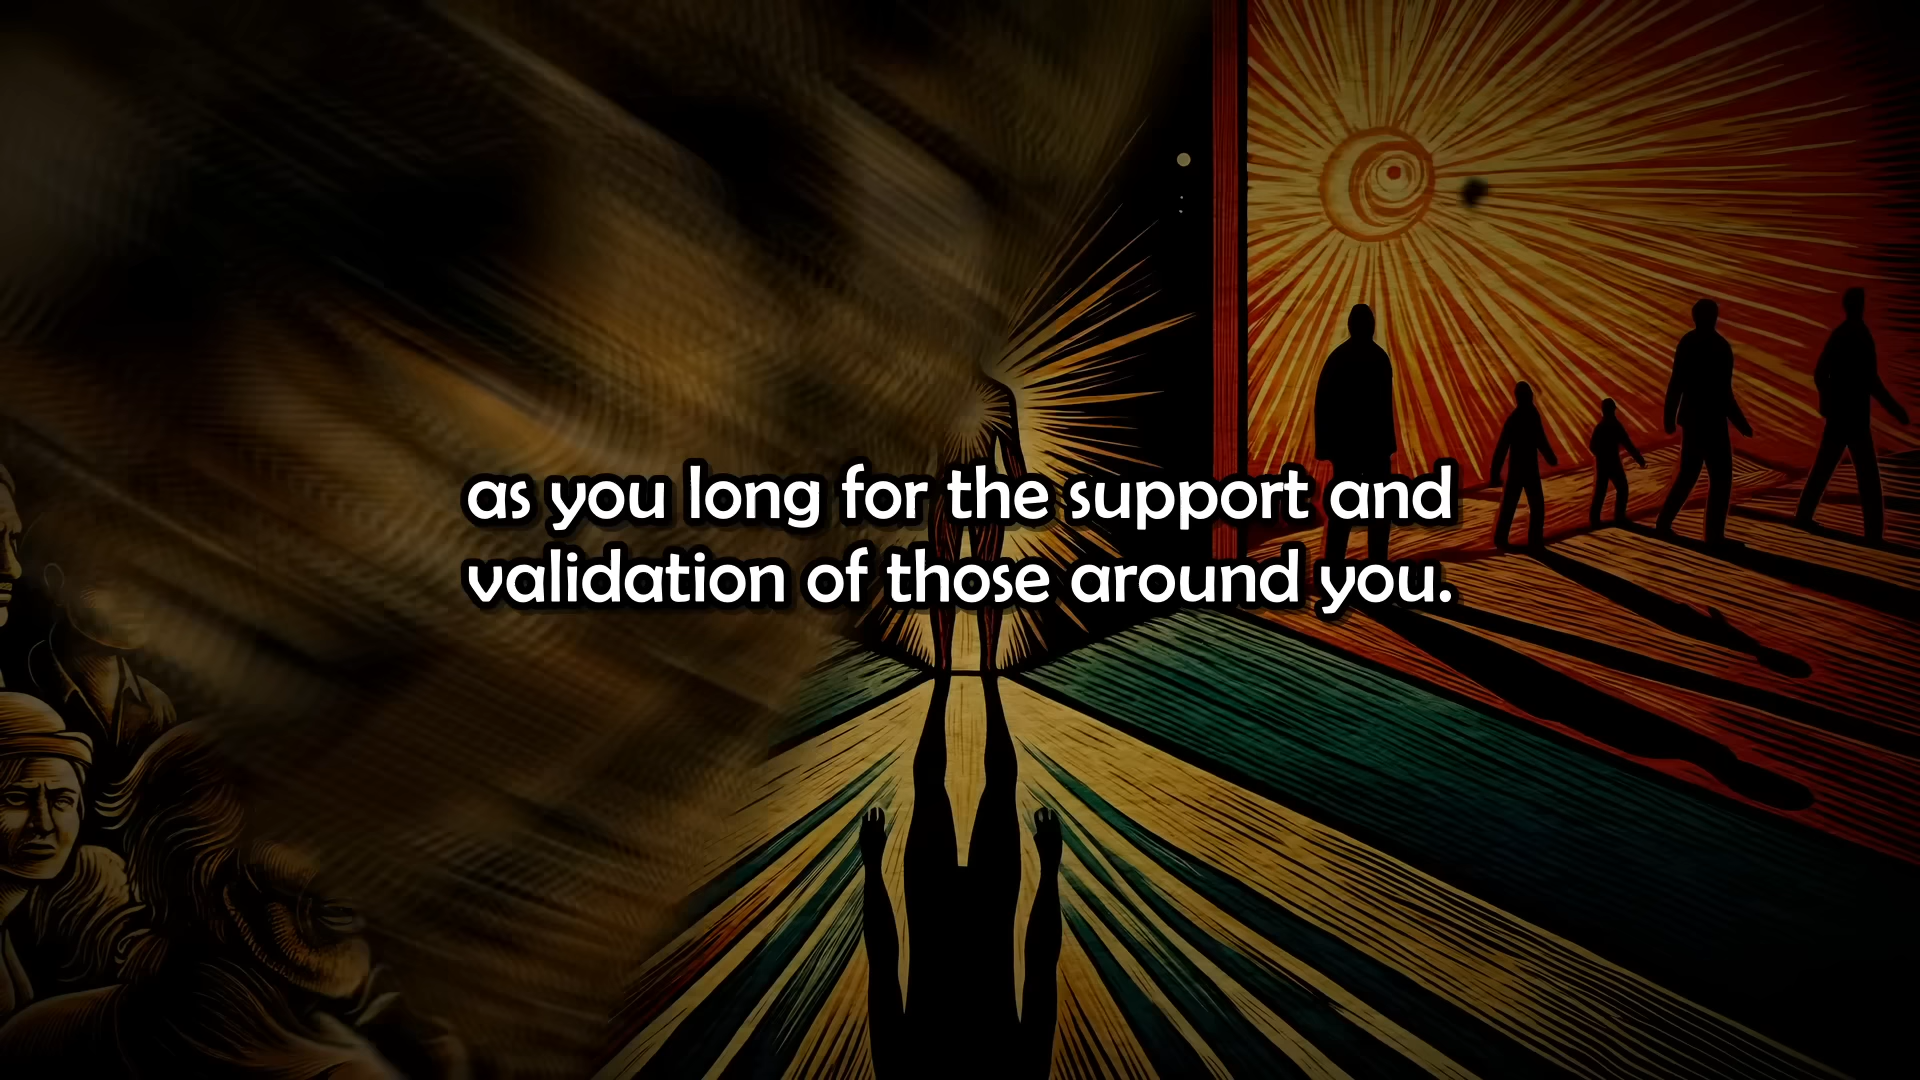 as you long for the support and
validation of those around you.